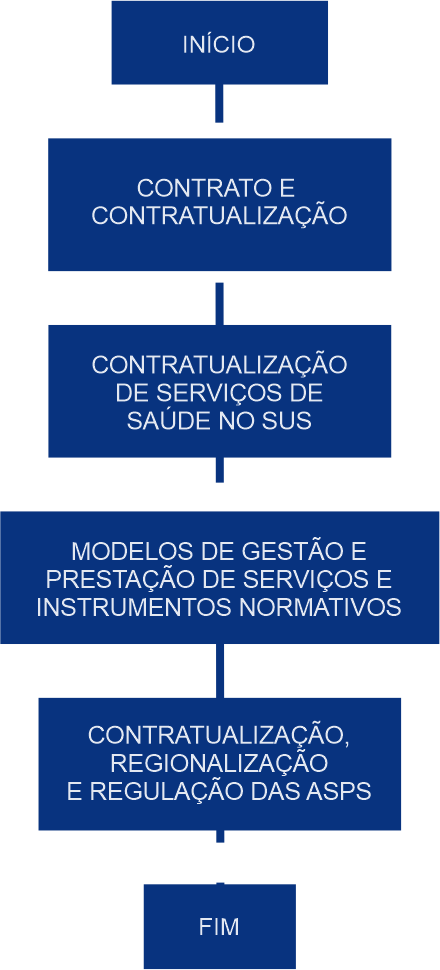 INÍCIO
CONTRATO E
CONTRATUALIZAÇÃO
CONTRATUALIZAÇÃO
DE SERVIÇOS DE
SAÚDE NO SUS
MODELOS DE GESTÃO E
PRESTAÇÃO DE SERVIÇOS E
INSTRUMENTOS NORMATIVOS
CONTRATUALIZAÇÃO,
REGIONALIZAÇÃO
E REGULAÇÃO DAS ASPS
FIM